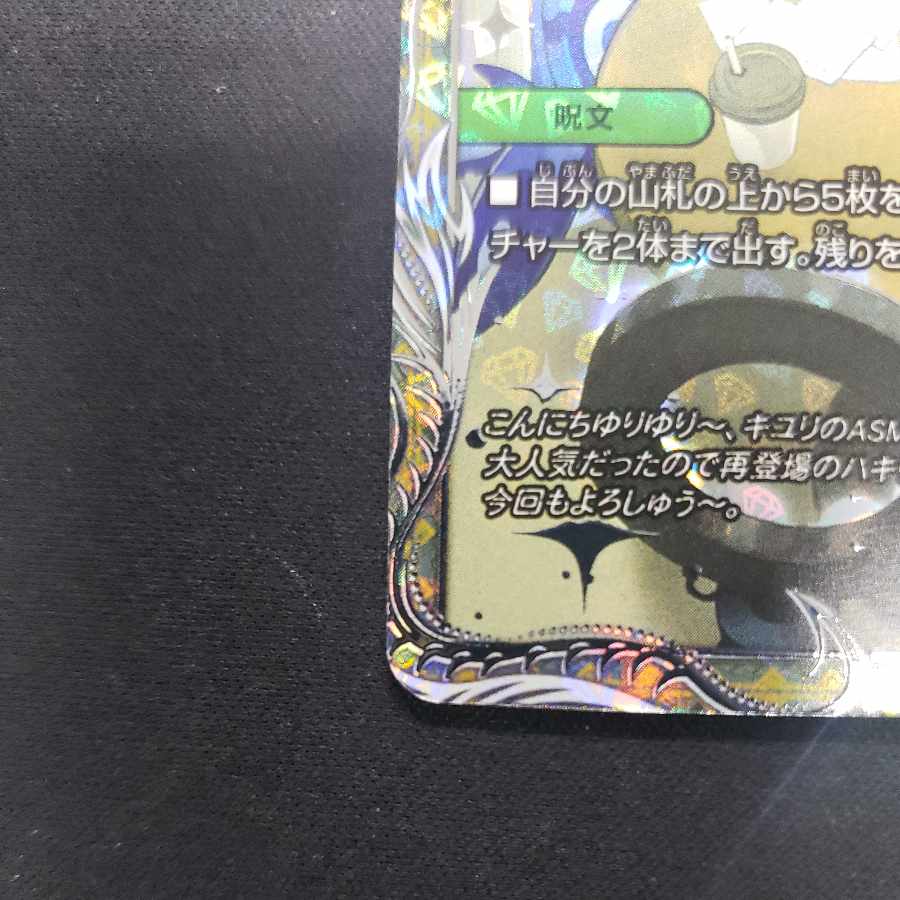 呪文
■自分の山札の上から5枚を
チャーを2体まで出す。残りを
こんにちゆりゆり～、キユリのASM
大人気だったので再登場のハキ
今回もよろしゅう～。